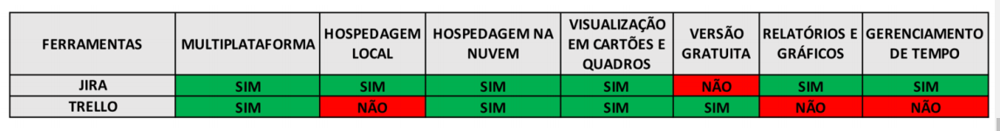 FERRAMENTAS MULTIPLATAFORMA HOSPEDAGEM LOCAL HOSPEDAGEM NA NUVEM VISUALIZAÇÃO EM CARTÕES E QUADROS VERSÃO GRATUITA RELATÓRIOS E GRÁFICOS GERENCIAMENTO DE TEMPO
JIRA SIM SIM SIM SIM NÃO SIM SIM
TRELLO SIM NÃO SIM SIM SIM NÃO NÃO